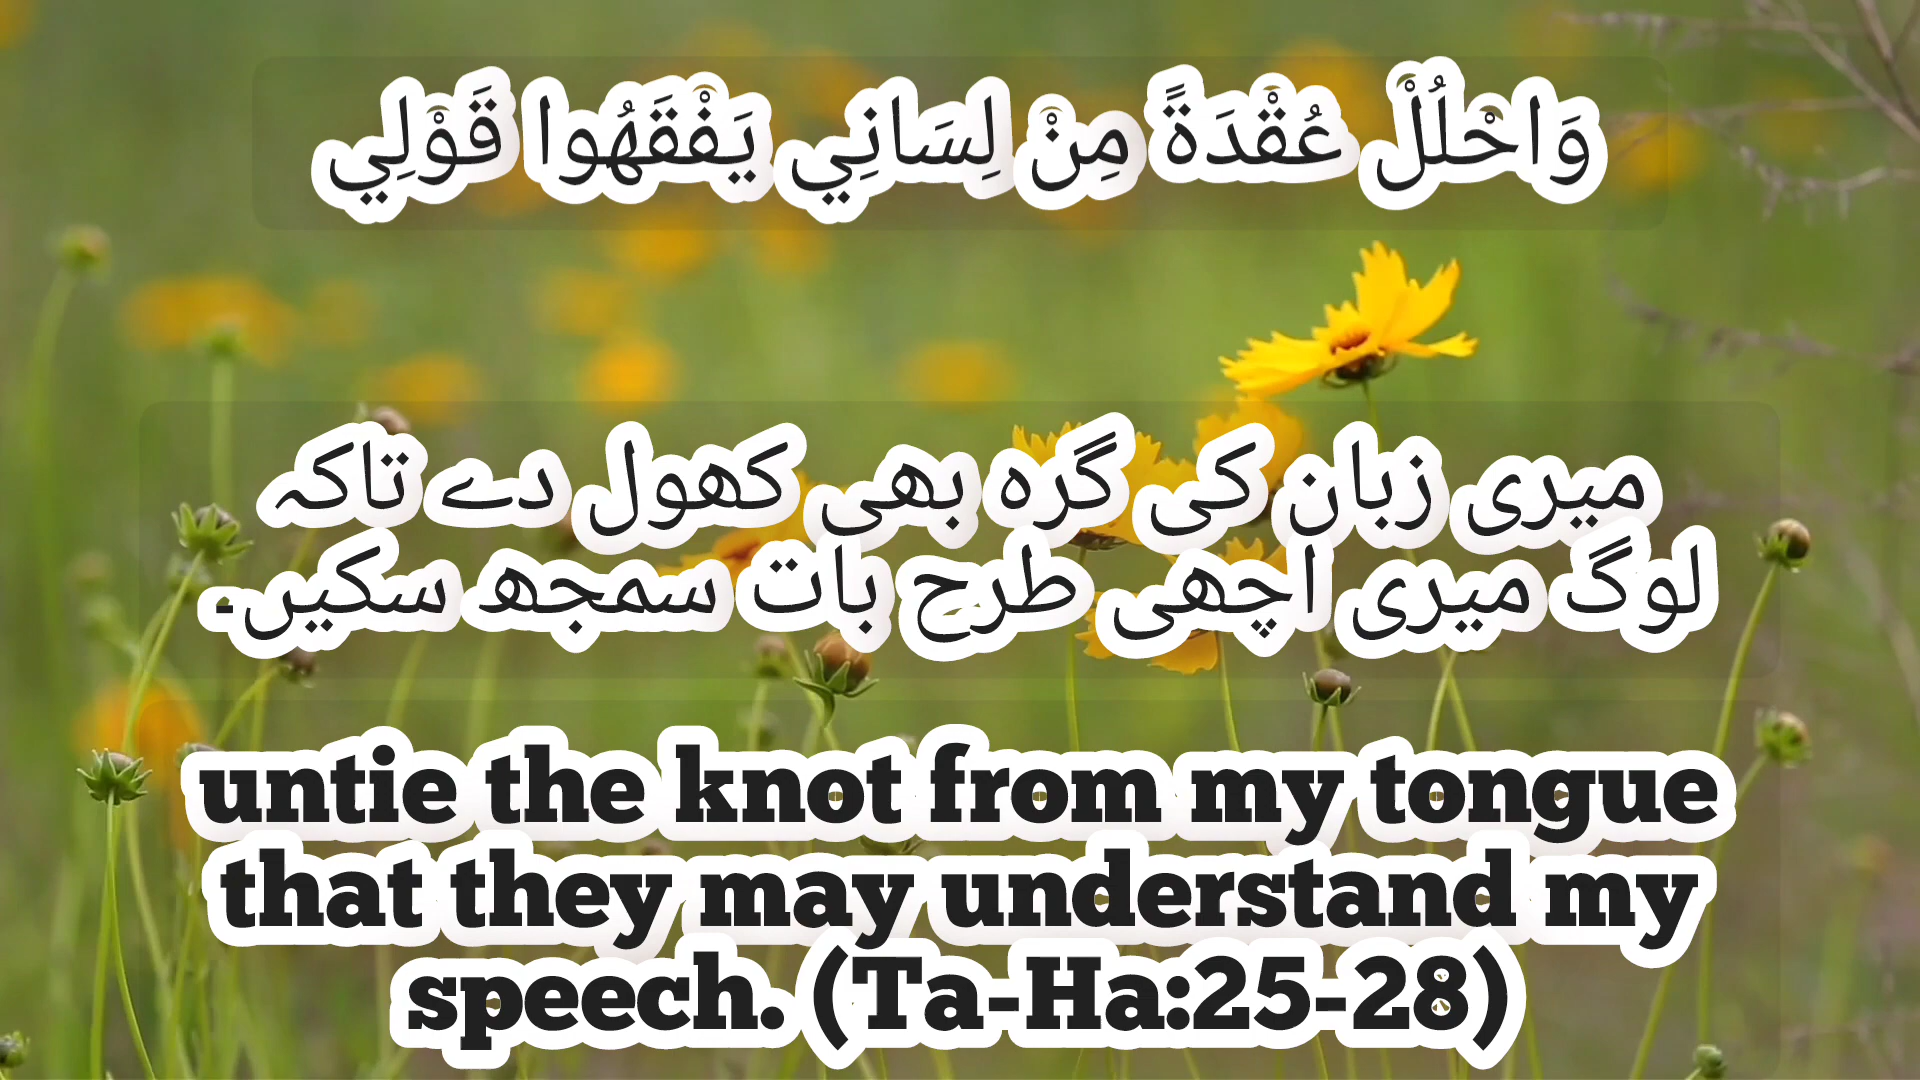 وَاحْلُلْ عُقْدَةً مِنْ لِسَانِي يَفْقَهُوا قَوْلِي
میری زبان کی گرہ بھی کھول دے تاکہ
لوگ میری اچھی طرح بات سمجھ سکیں۔
untie the knot from my tongue
that they may understand my
speech. (Ta-Ha:25-28)